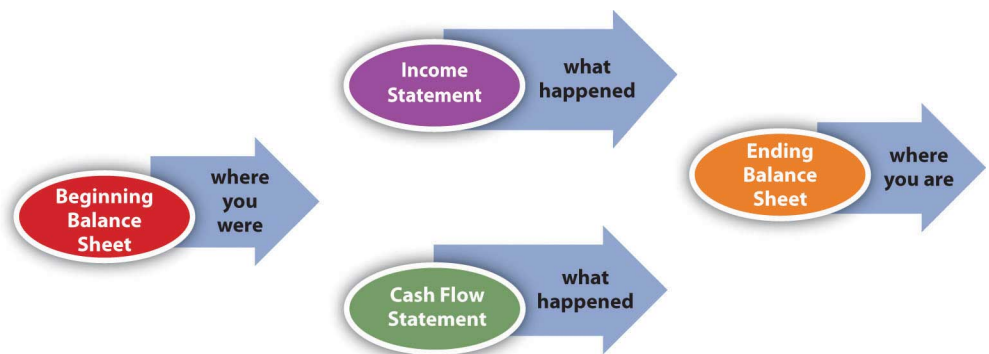 Beginning
Balance
Sheet
where
you
were
Income
Statement
what
happened
Cash Flow
Statement
what
happened
Ending
Balance
Sheet
where
you are